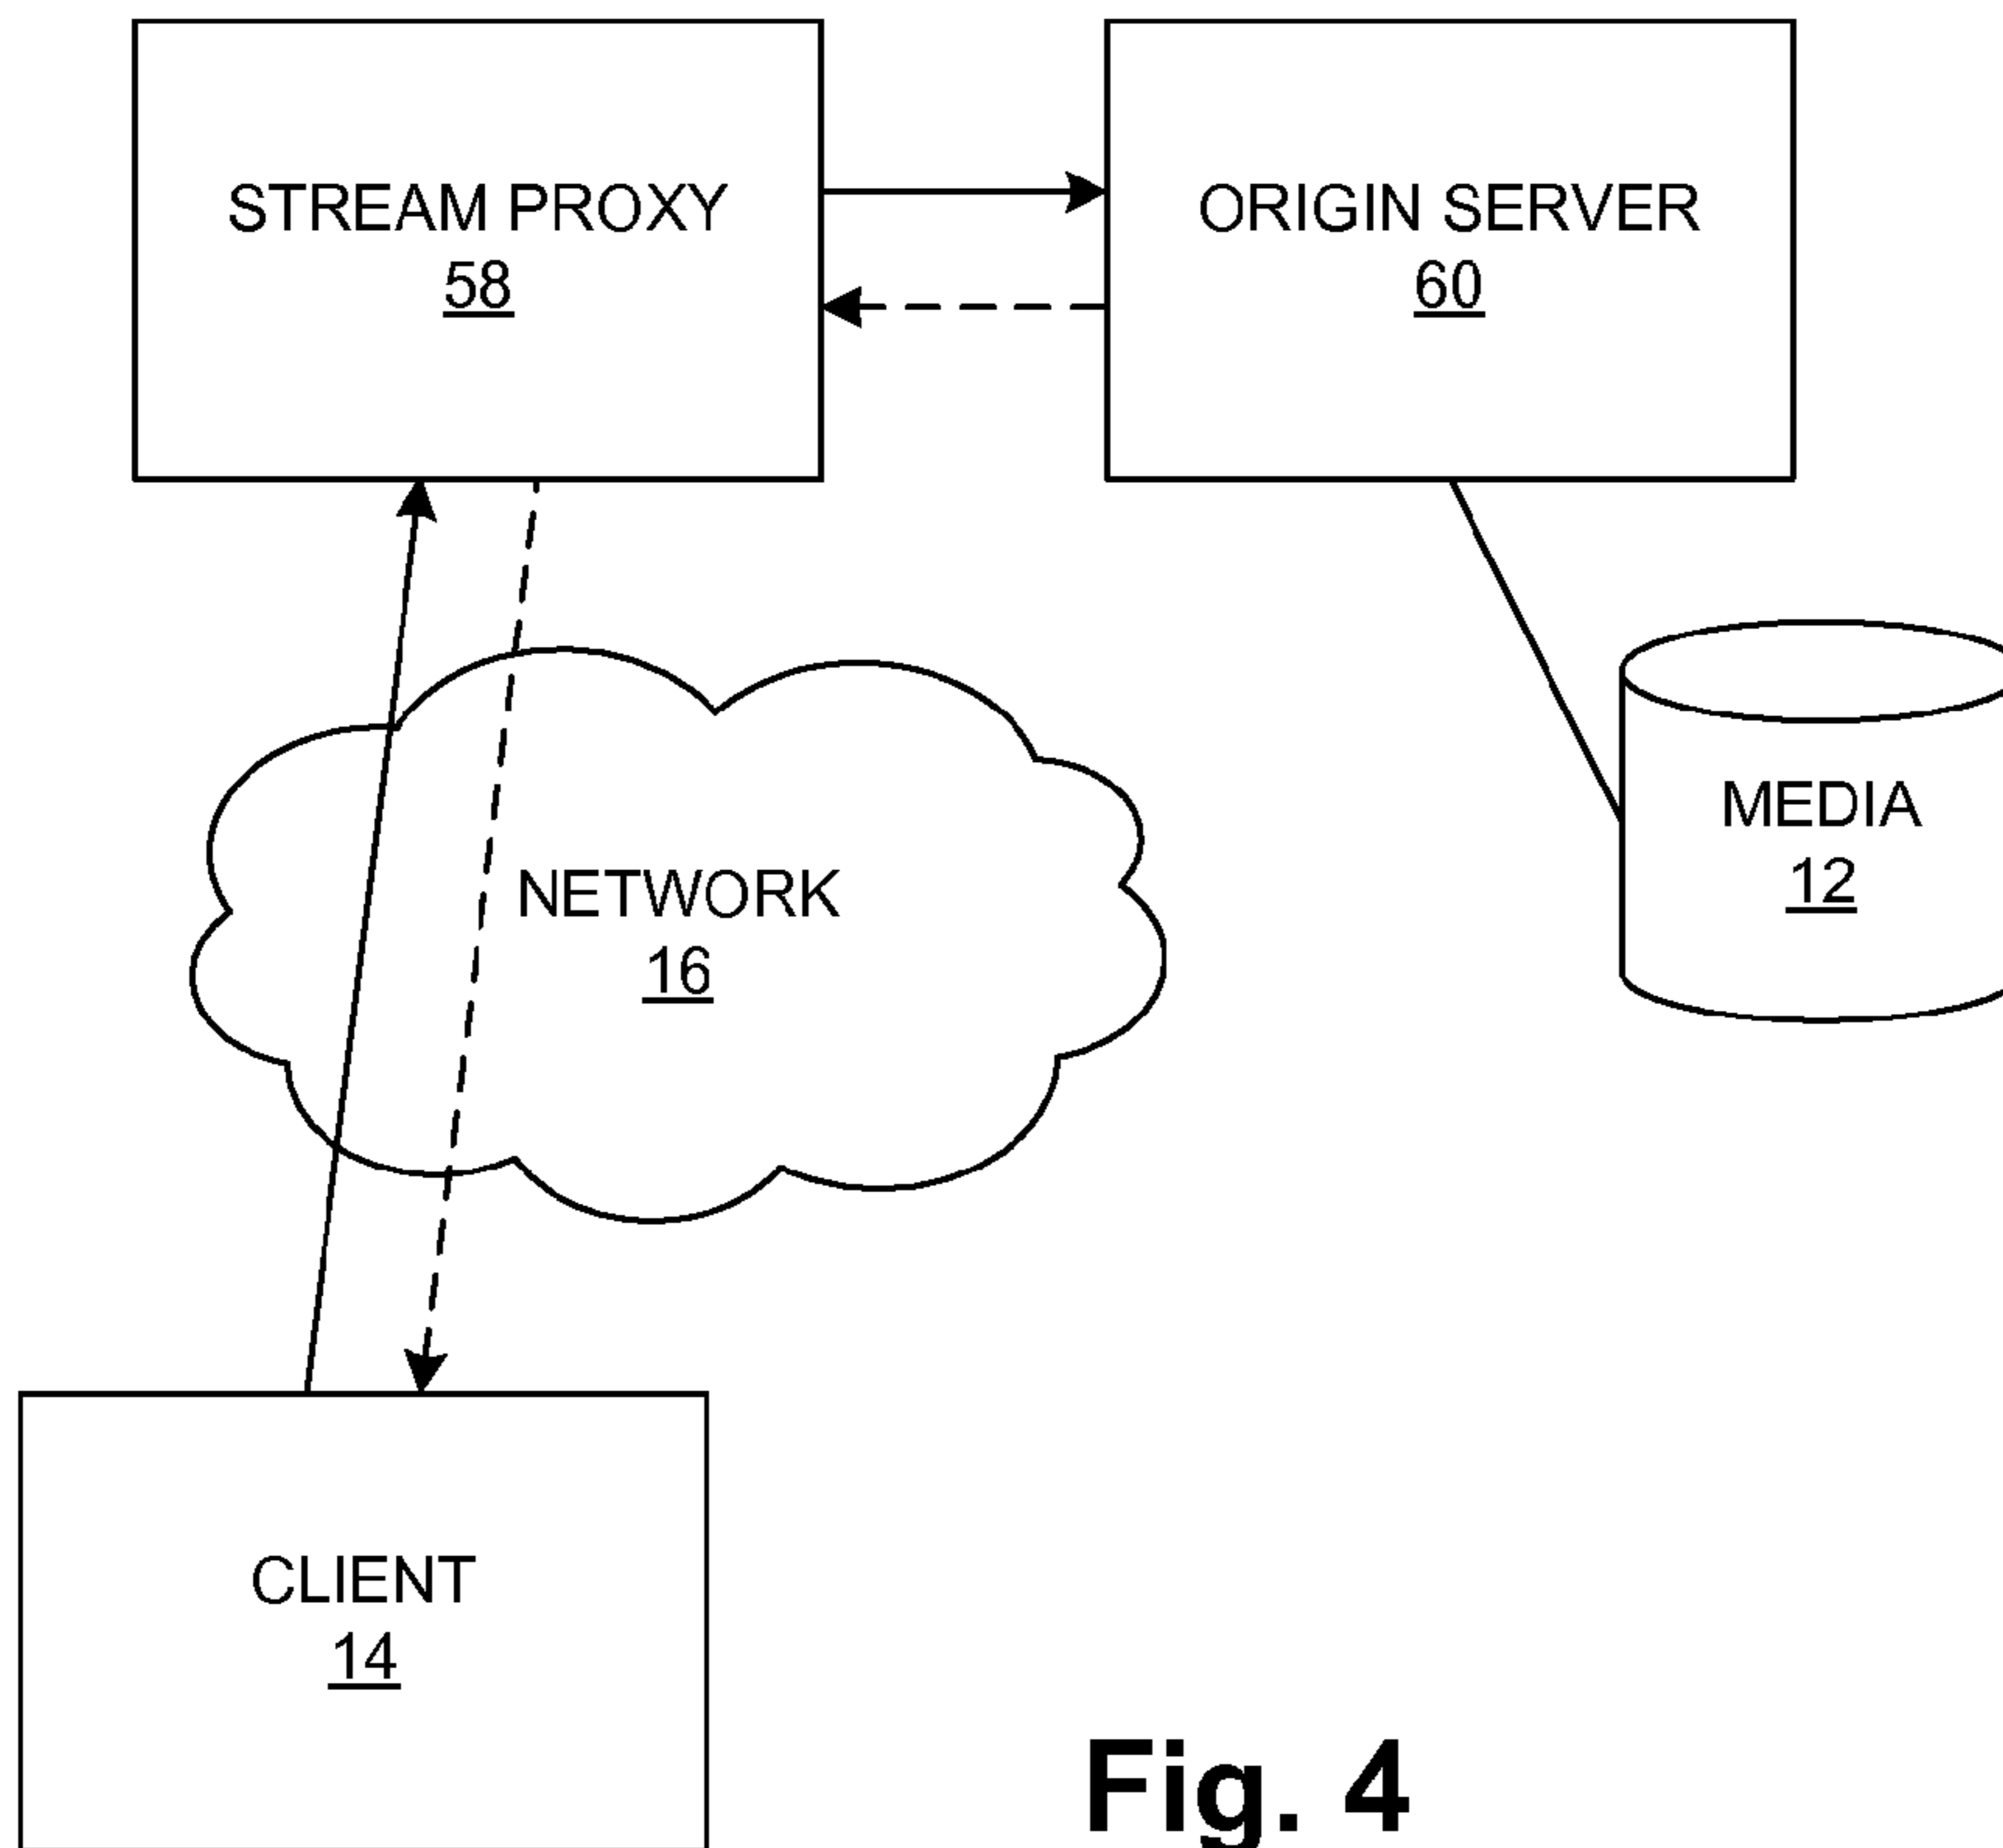 STREAM PROXY
58
ORIGIN SERVER
60
MEDIA
12
NETWORK
16
CLIENT
14
Fig. 4